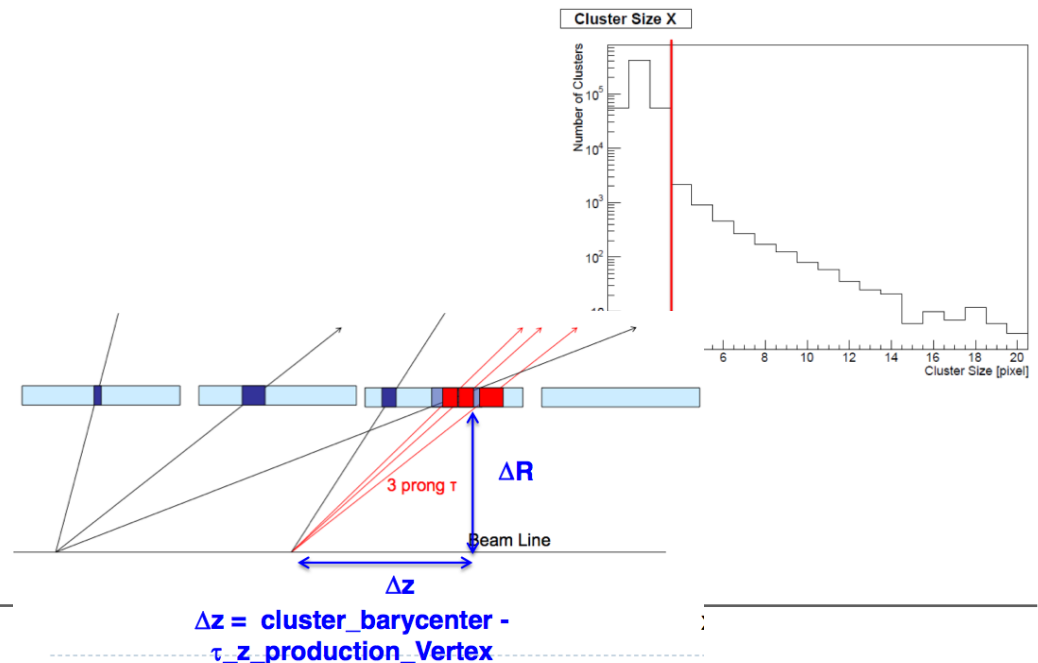 Cluster Size X
Number of Clusters
10^5
10^4
10^3
10^2
6 8 10 12 14 16 18 20
Cluster Size [pixel]
3 prong τ
ΔR
Beam Line
Δz
Δz = cluster_barycenter -
τ_z_production_Vertex